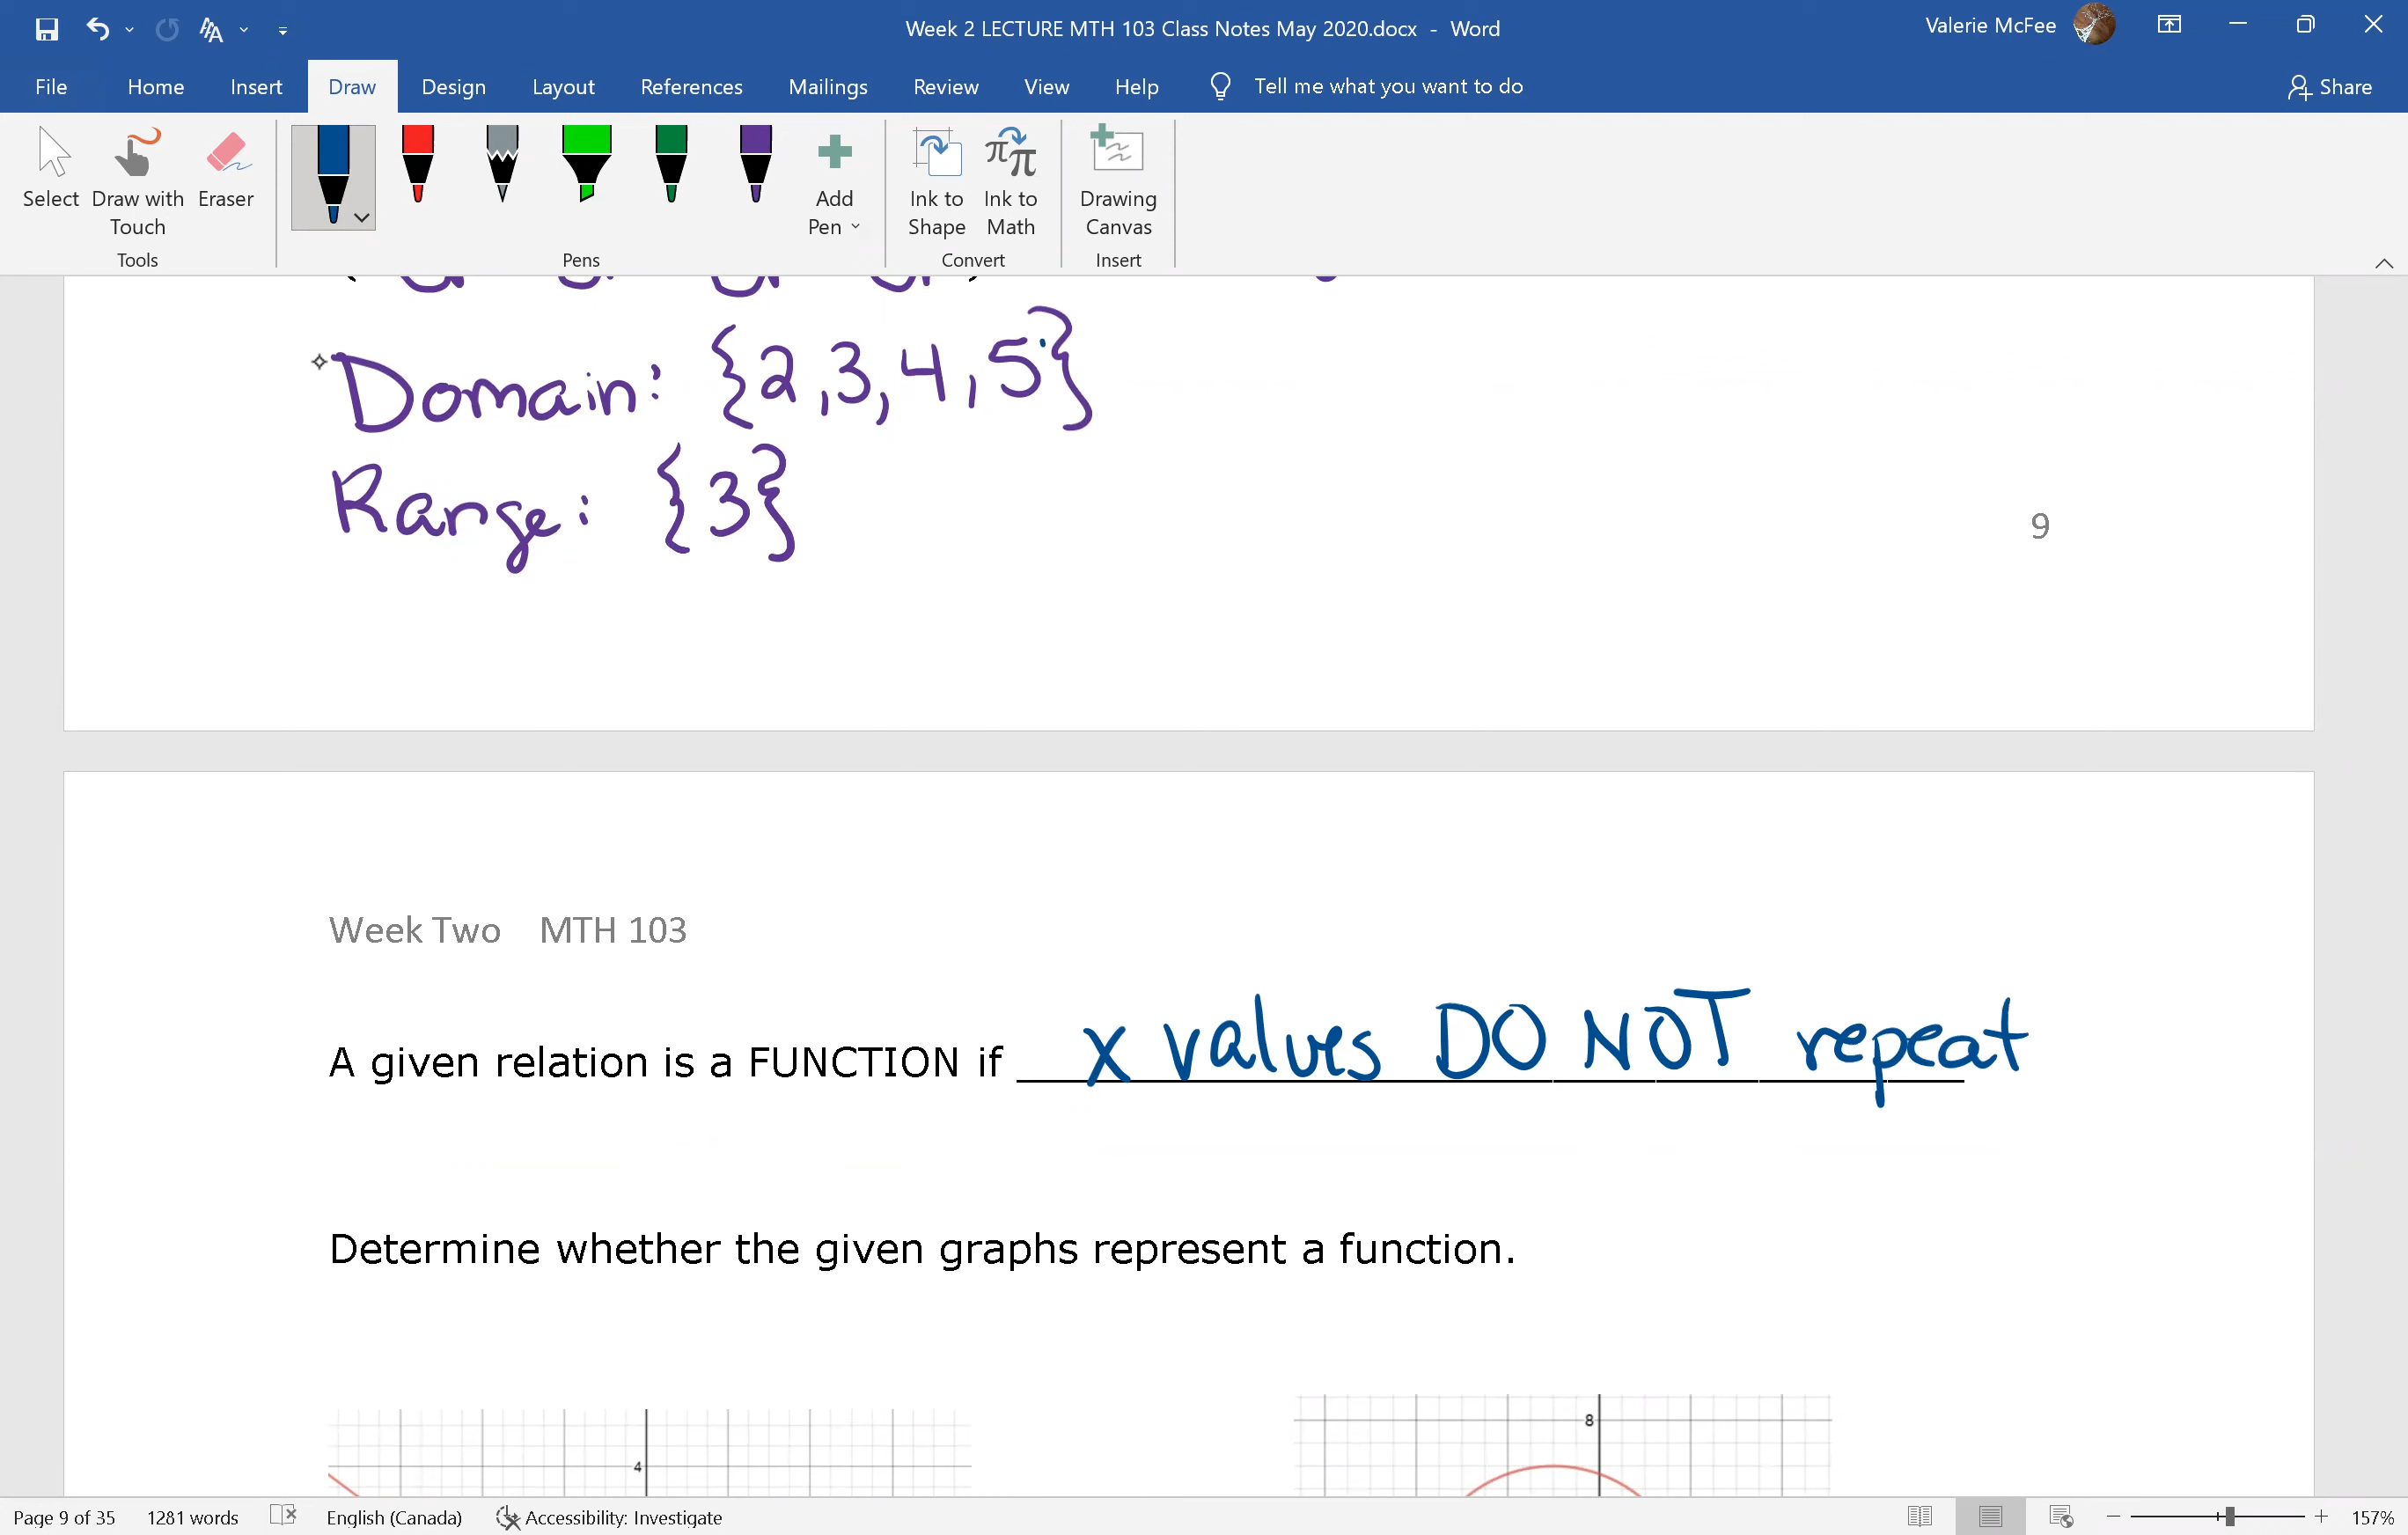 Week 2 LECTURE MTH 103 Class Notes May 2020.docx - Word
Valerie McFee
File Home Insert Draw Design Layout References Mailings Review View Help Tell me what you want to do Share
Select Draw with Touch Eraser
Add Pen
Ink to Shape Ink to Math
Drawing Canvas
Tools Pens Convert Insert
Domain: {2,3,4,5}
Range: {3}
9
Week Two MTH 103
A given relation is a FUNCTION if x values DO NOT repeat
Determine whether the given graphs represent a function.
8
4
Page 9 of 35 1281 words English (Canada) Accessibility: Investigate 157%